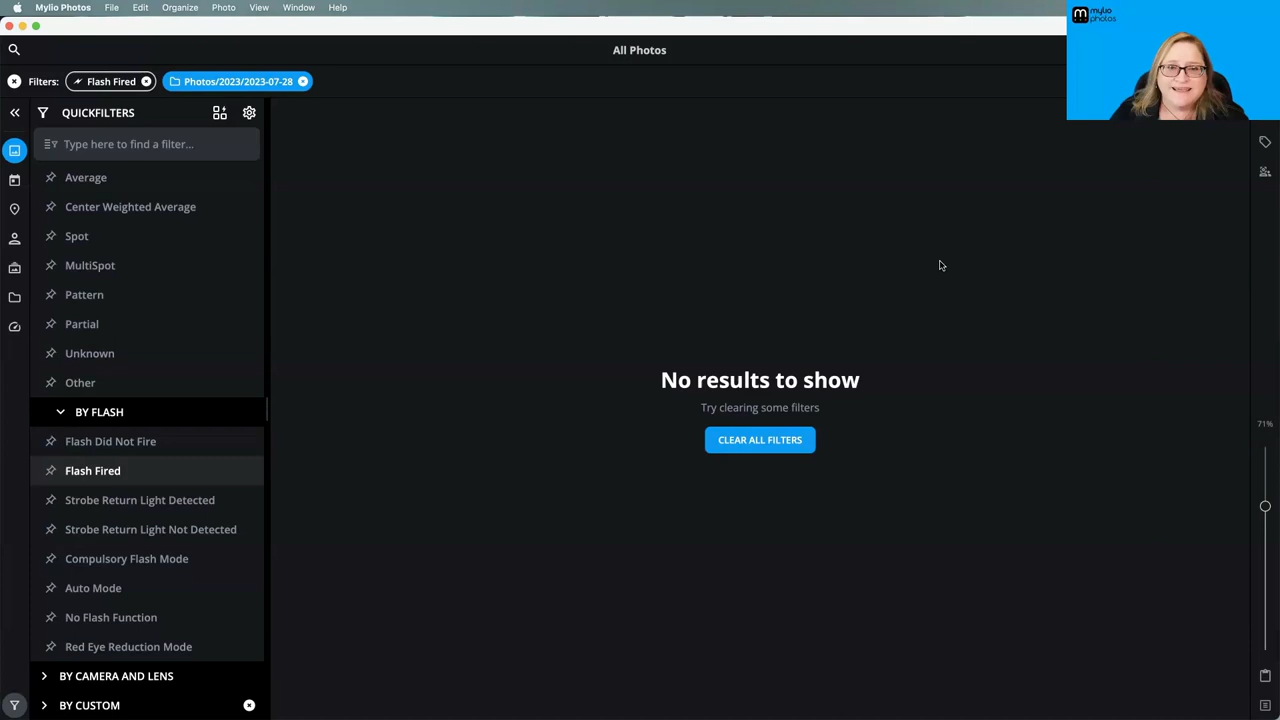 Mylio Photos File Edit Organize Photo View Window Help
mylio
photos
All Photos
Filters: Flash Fired Photos/2023/2023-07-28
QUICKFILTERS
Type here to find a filter...
Average
Center Weighted Average
Spot
MultiSpot
Pattern
Partial
Unknown
Other
BY FLASH
Flash Did Not Fire
Flash Fired
Strobe Return Light Detected
Strobe Return Light Not Detected
Compulsory Flash Mode
Auto Mode
No Flash Function
Red Eye Reduction Mode
BY CAMERA AND LENS
BY CUSTOM
No results to show
Try clearing some filters
CLEAR ALL FILTERS
71%